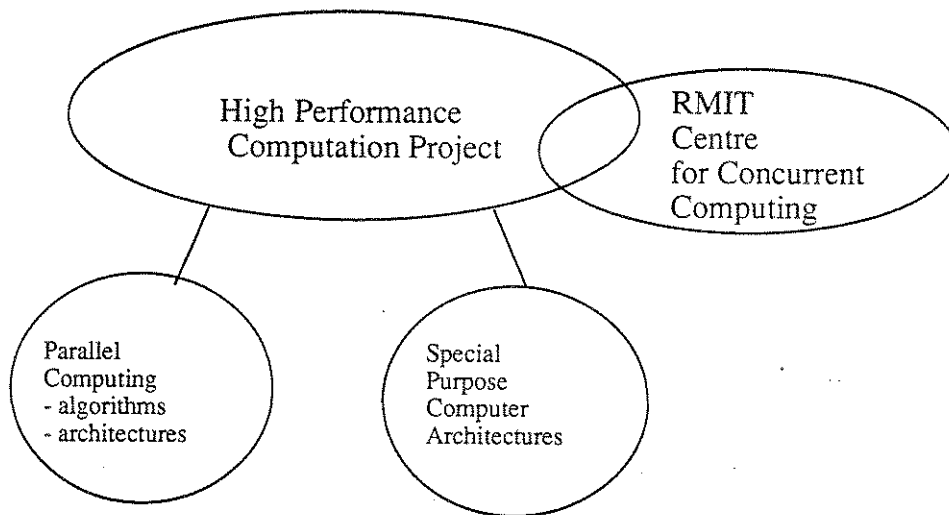 High Performance
Computation Project
RMIT
Centre
for Concurrent
Computing
Parallel
Computing
- algorithms
- architectures
Special
Purpose
Computer
Architectures